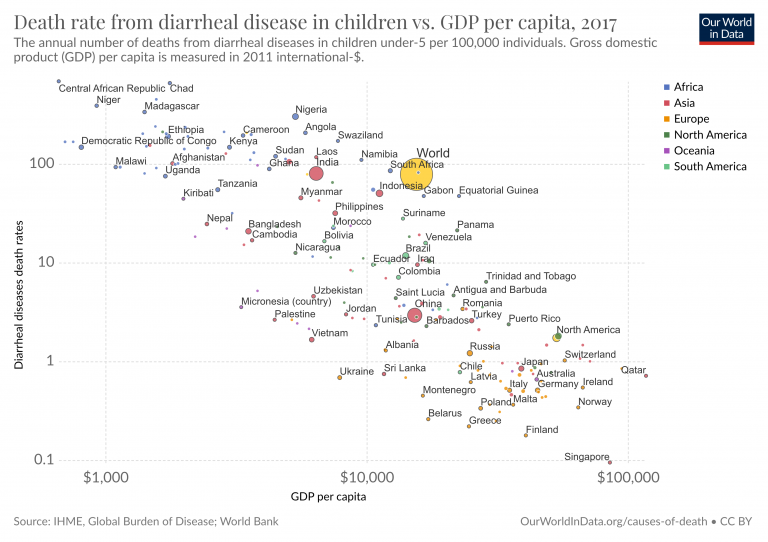 Death rate from diarrheal disease in children vs. GDP per capita, 2017
Our World
in Data
The annual number of deaths from diarrheal diseases in children under-5 per 100,000 individuals. Gross domestic
product (GDP) per capita is measured in 2011 international-$.
Africa
Asia
Europe
North America
Oceania
South America
Diarrheal diseases death rates
100
10
1
0.1
Central African Republic
Chad
Niger
Madagascar
Nigeria
Ethiopia
Cameroon
Angola
Swaziland
Democratic Republic of Congo
Kenya
Sudan
Laos
Namibia
World
Malawi
Afghanistan
Ghana
India
South Africa
Uganda
Tanzania
Indonesia
Kiribati
Myanmar
Gabon
Equatorial Guinea
Philippines
Suriname
Nepal
Bangladesh
Morocco
Panama
Cambodia
Bolivia
Venezuela
Nicaragua
Brazil
Ecuador
Iraq
Colombia
Trinidad and Tobago
Uzbekistan
Saint Lucia
Antigua and Barbuda
Micronesia (country)
Jordan
China
Romania
Palestine
Tunisia
Barbados
Turkey
Puerto Rico
Vietnam
North America
Albania
Russia
Switzerland
Ukraine
Sri Lanka
Chile
Japan
Qatar
Latvia
Australia
Montenegro
Italy
Germany
Ireland
Poland
Malta
Norway
Belarus
Greece
Finland
Singapore
$1,000
$10,000
$100,000
GDP per capita
Source: IHME, Global Burden of Disease; World Bank
OurWorldInData.org/causes-of-death • CC BY